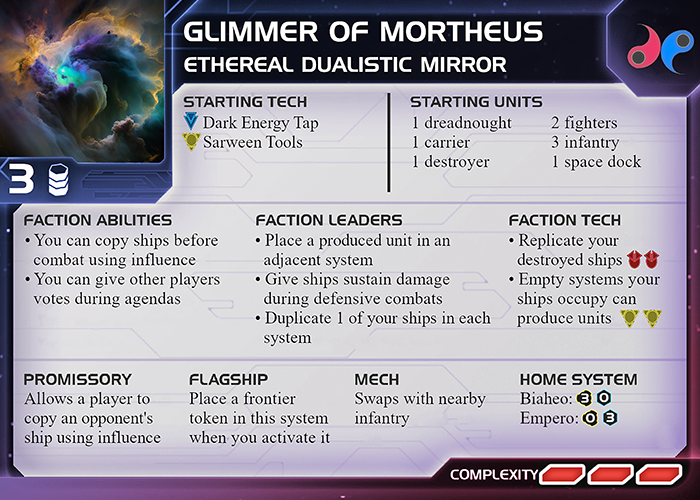 GLIMMER OF MORTHEUS
ETHEREAL DUALISTIC MIRROR
3
STARTING TECH
Dark Energy Tap
Sarween Tools
STARTING UNITS
1 dreadnought
1 carrier
1 destroyer
2 fighters
3 infantry
1 space dock
FACTION ABILITIES
• You can copy ships before
combat using influence
• You can give other players
votes during agendas
FACTION LEADERS
• Place a produced unit in an
adjacent system
• Give ships sustain damage
during defensive combats
• Duplicate 1 of your ships in each
system
FACTION TECH
• Replicate your
destroyed ships
• Empty systems your
ships occupy can
produce units
PROMISSORY
Allows a player to
copy an opponent's
ship using influence
FLAGSHIP
Place a frontier
token in this system
when you activate it
MECH
Swaps with nearby
infantry
HOME SYSTEM
Biaheo: 3 0
Empero: 0 3
COMPLEXITY